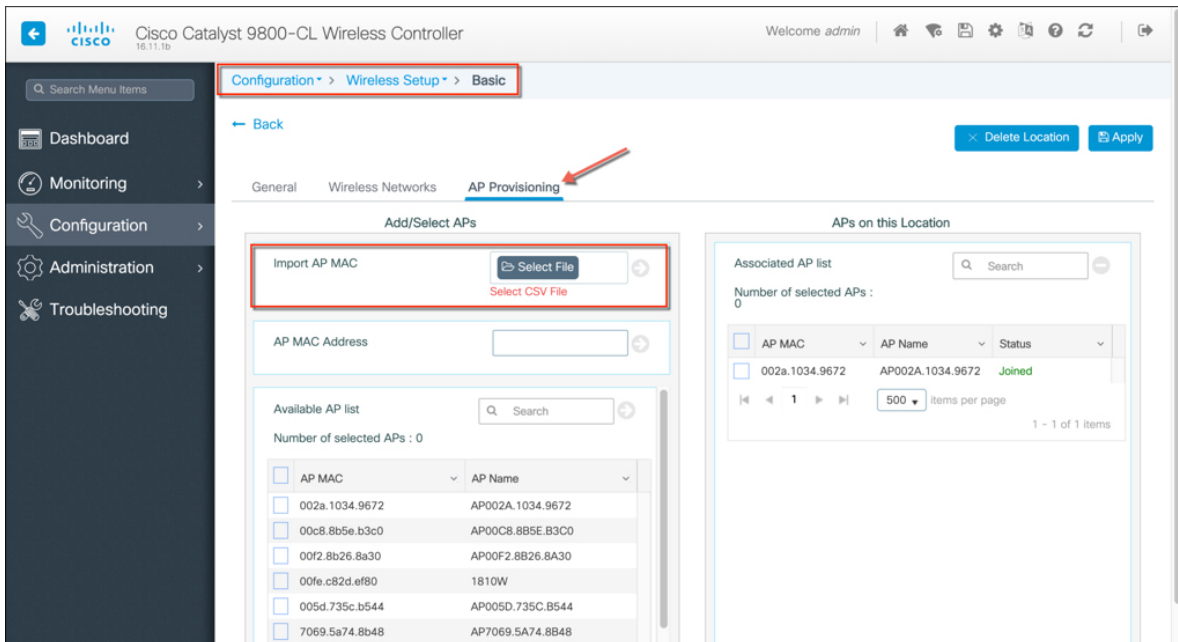 CISCO
Cisco Catalyst 9800-CL Wireless Controller
16.11.1b
Welcome admin
Search Menu Items
Dashboard
Monitoring
Configuration
Administration
Troubleshooting
Configuration > Wireless Setup > Basic
← Back
Delete Location
Apply
General Wireless Networks AP Provisioning
Add/Select APs
Import AP MAC
Select File
Select CSV File
AP MAC Address
Available AP list
Search
Number of selected APs : 0
AP MAC AP Name
002a.1034.9672 AP002A.1034.9672
00c8.8b5e.b3c0 AP00C8.8B5E.B3C0
00f2.8b26.8a30 AP00F2.8B26.8A30
00fe.c82d.ef80 1810W
005d.735c.b544 AP005D.735C.B544
7069.5a74.8b48 AP7069.5A74.8B48
APs on this Location
Associated AP list
Search
Number of selected APs :
0
AP MAC AP Name Status
002a.1034.9672 AP002A.1034.9672 Joined
1 500 items per page
1 - 1 of 1 items